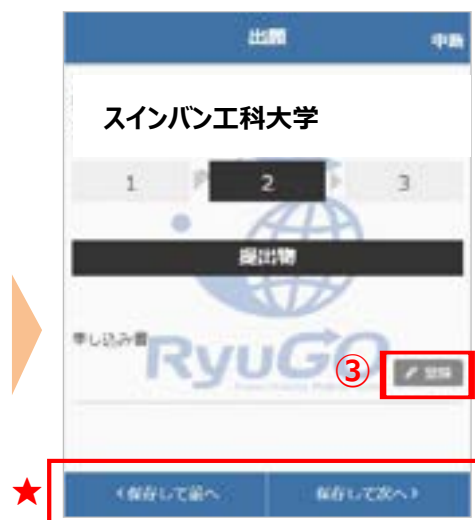 出願 中断
スインバン工科大学
1 2 3
提出物
申し込み書
RyuGO
③ 登録
★ <保存して前へ 保存して次へ>